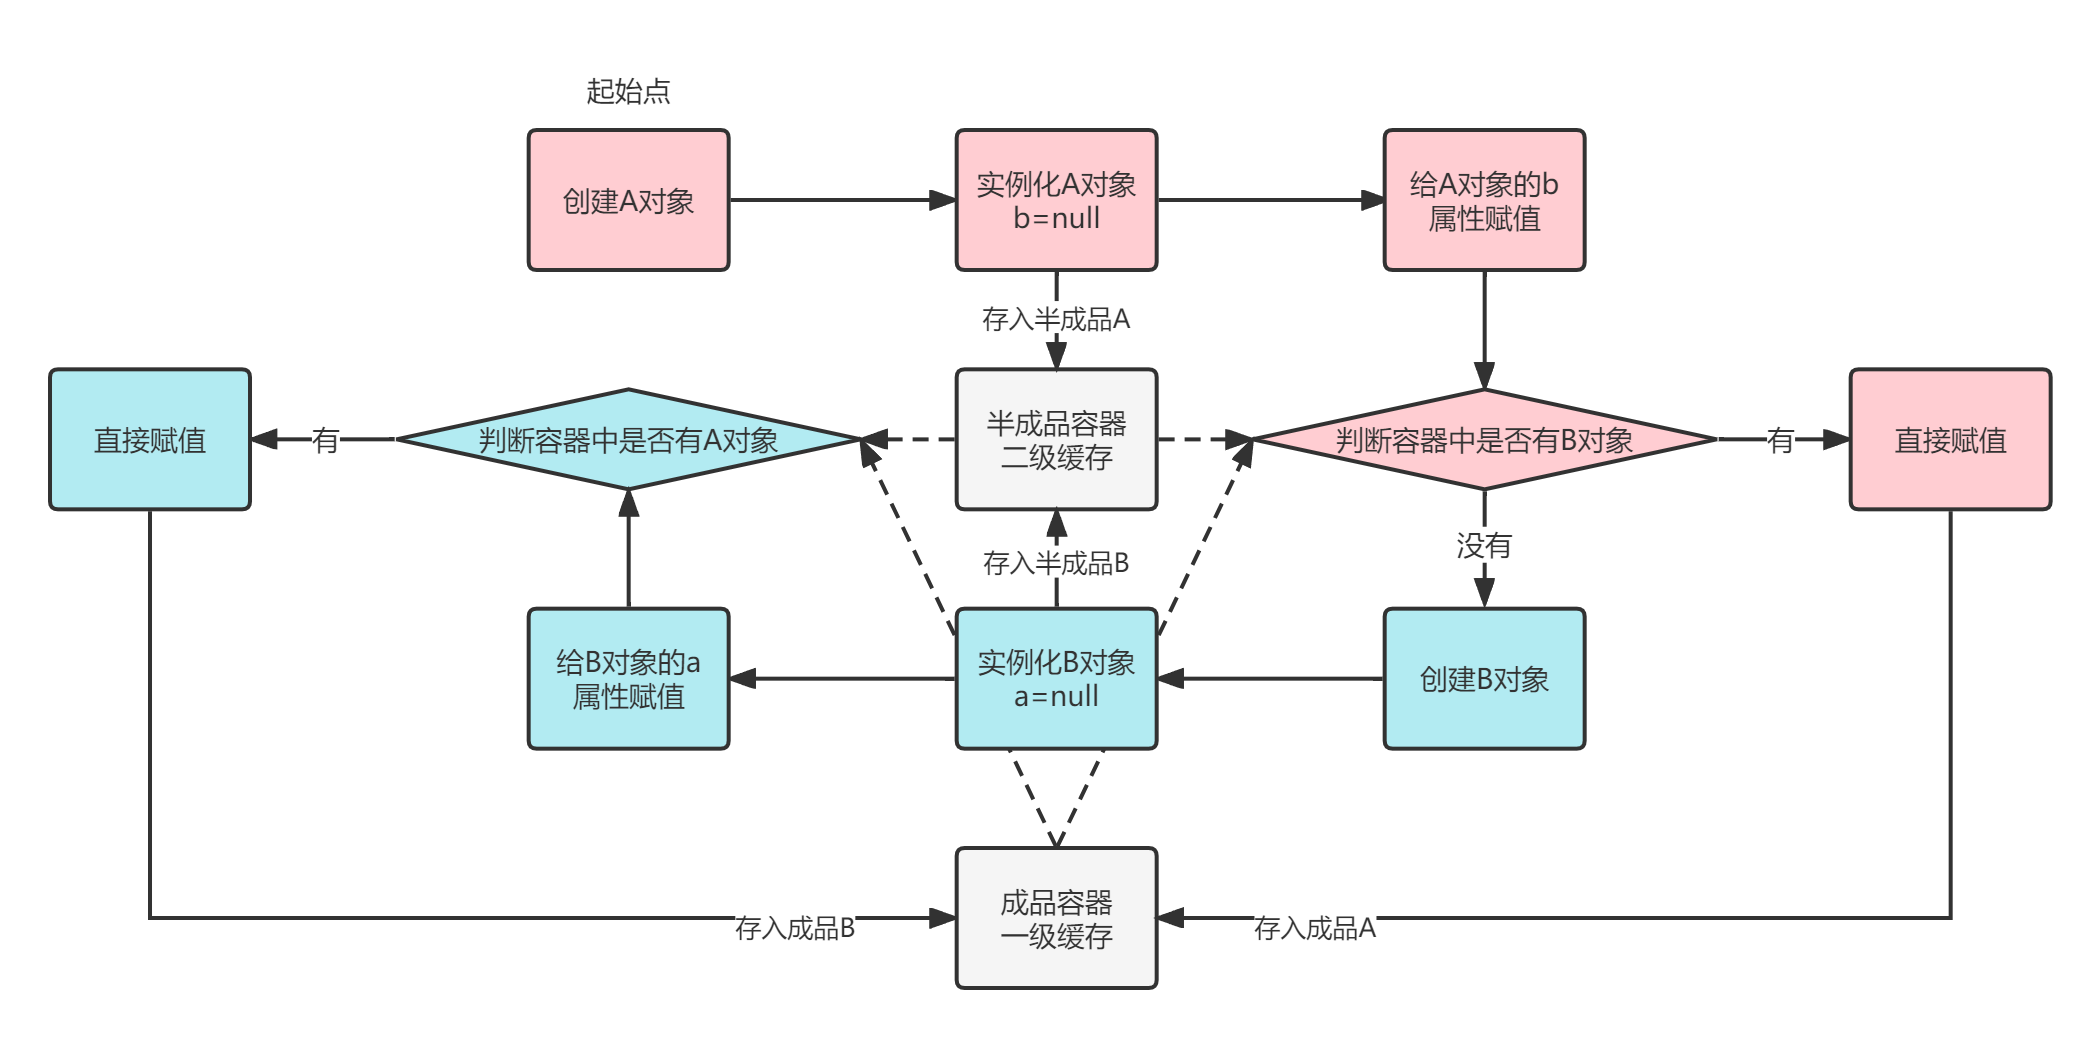 起始点
创建A对象
实例化A对象
b=null
给A对象的b
属性赋值
存入半成品A
直接赋值
有
判断容器中是否有A对象
半成品容器
二级缓存
判断容器中是否有B对象
有
直接赋值
存入半成品B
没有
给B对象的a
属性赋值
实例化B对象
a=null
创建B对象
存入成品B
成品容器
一级缓存
存入成品A